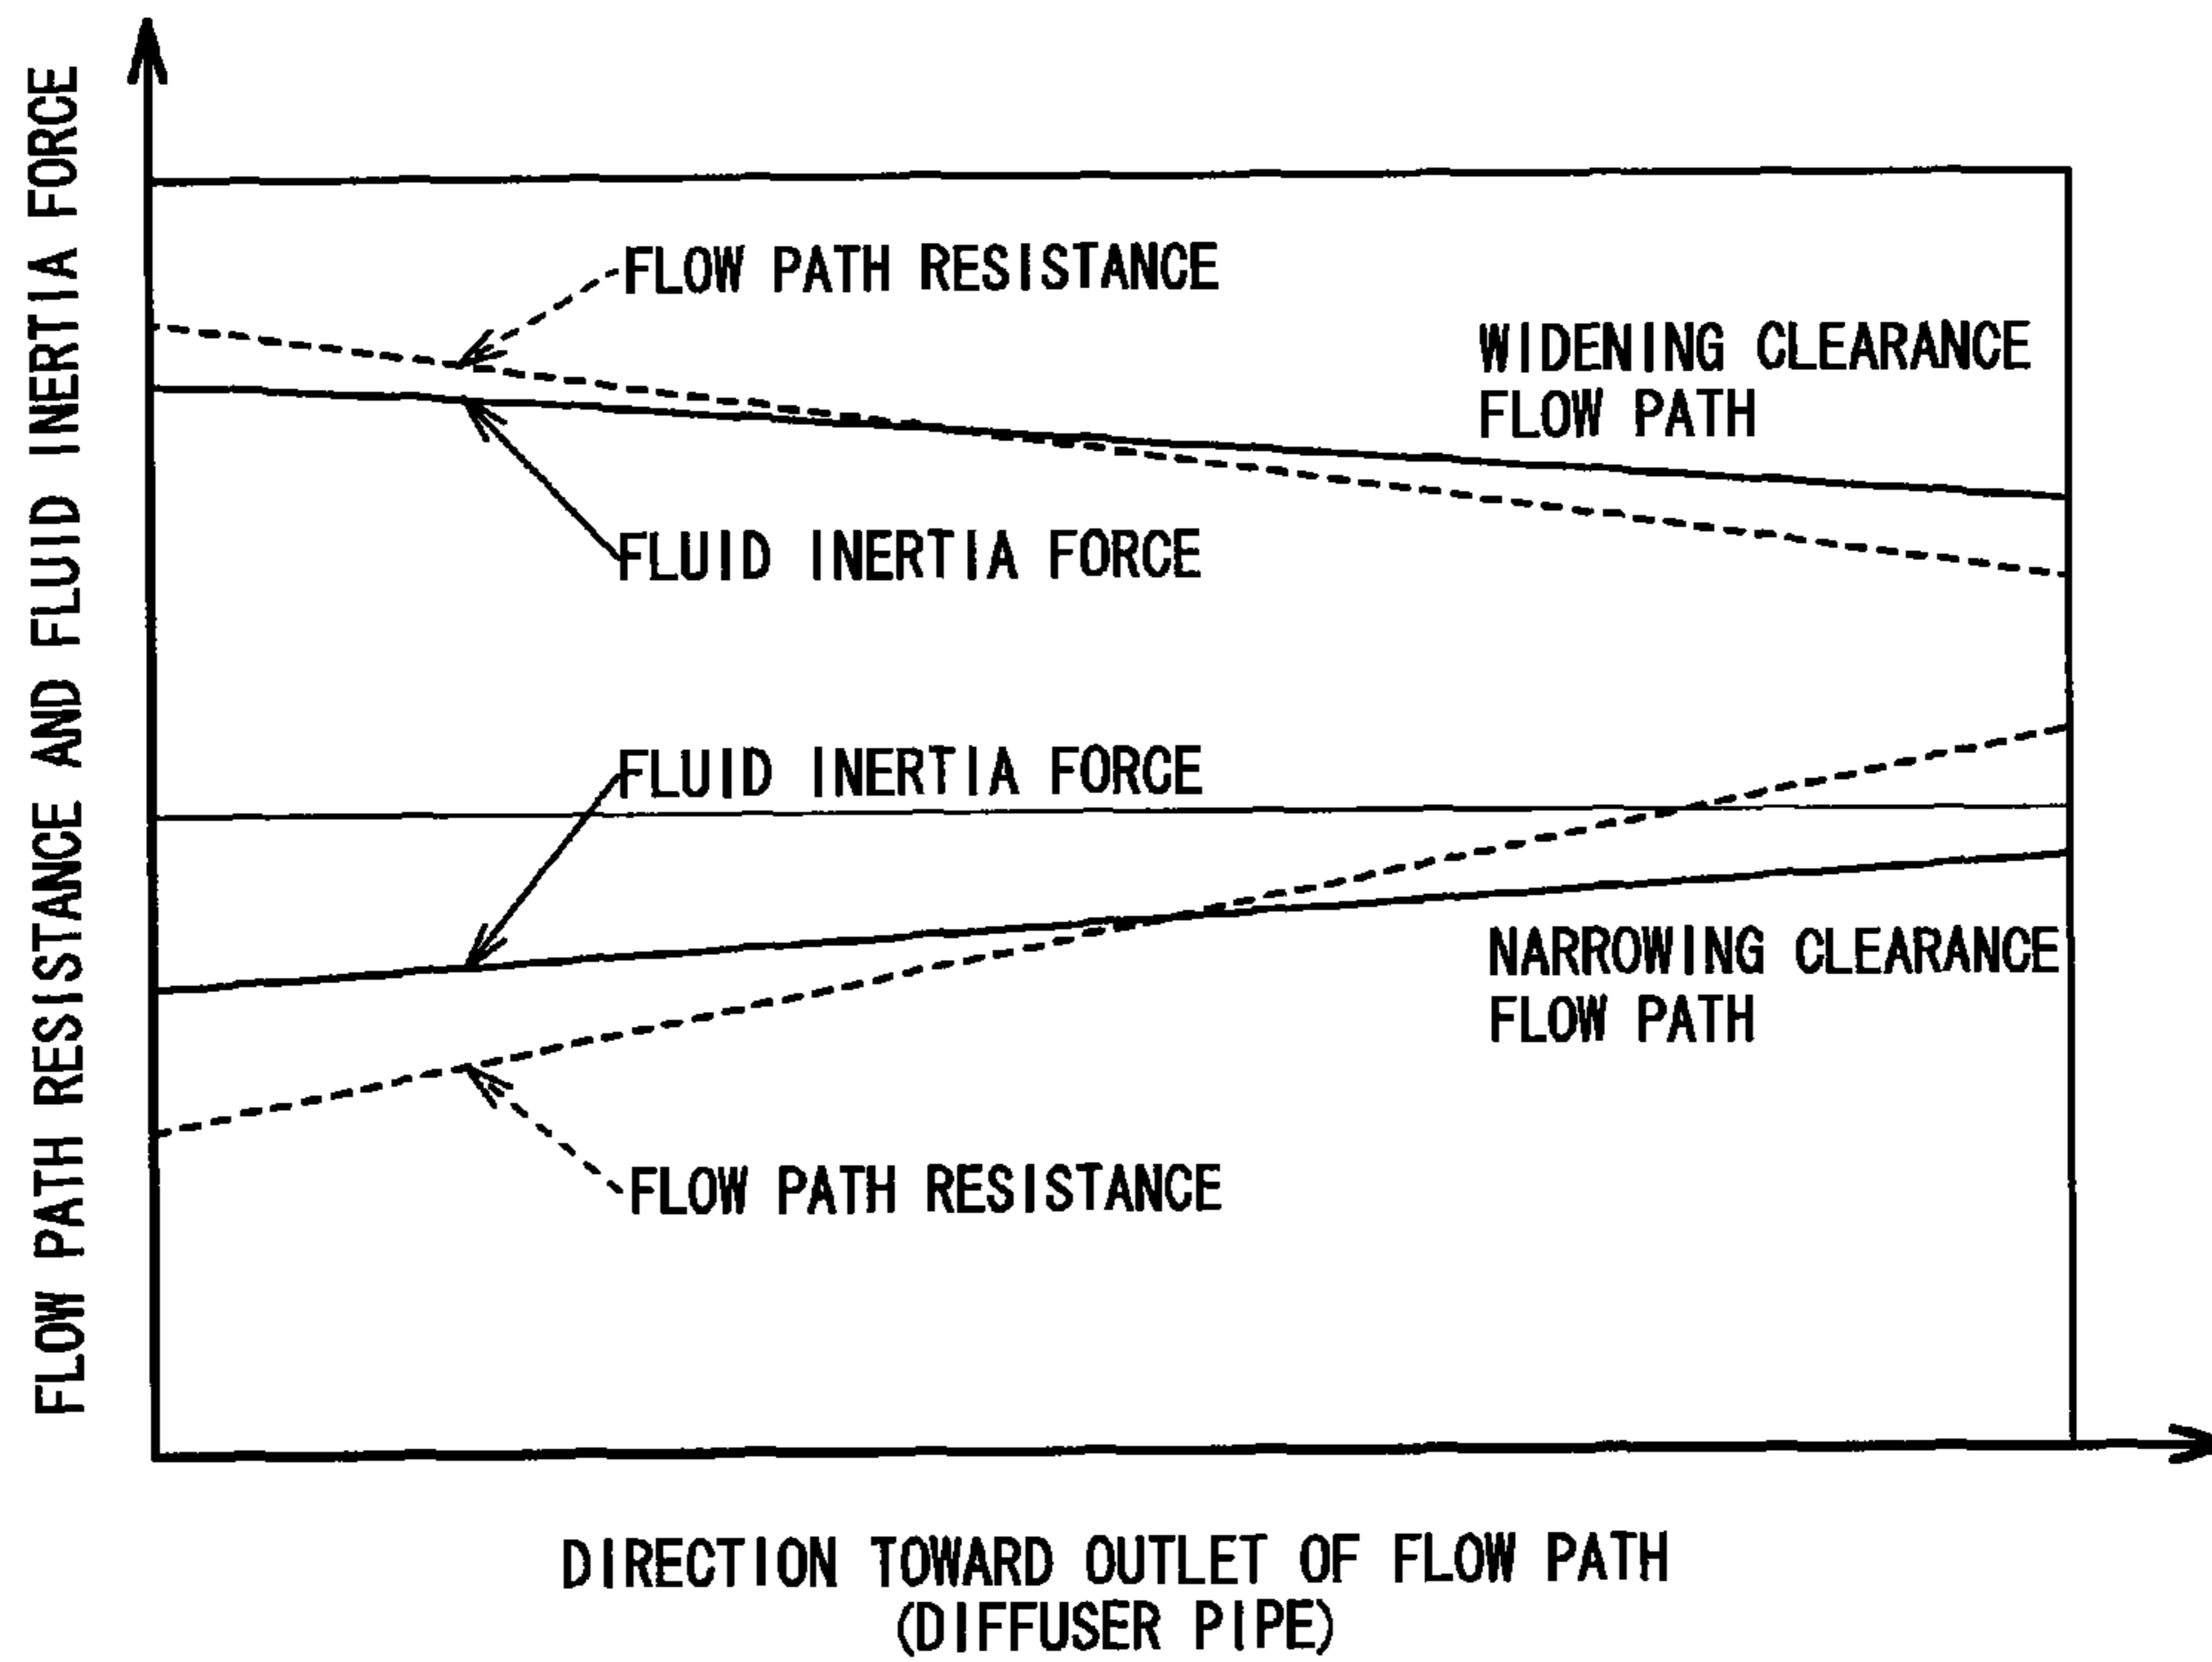 FLOW PATH RESISTANCE AND FLUID INERTIA FORCE
FLOW PATH RESISTANCE
WIDENING CLEARANCE
FLOW PATH
FLUID INERTIA FORCE
FLUID INERTIA FORCE
NARROWING CLEARANCE
FLOW PATH
FLOW PATH RESISTANCE
DIRECTION TOWARD OUTLET OF FLOW PATH
(DIFFUSER PIPE)